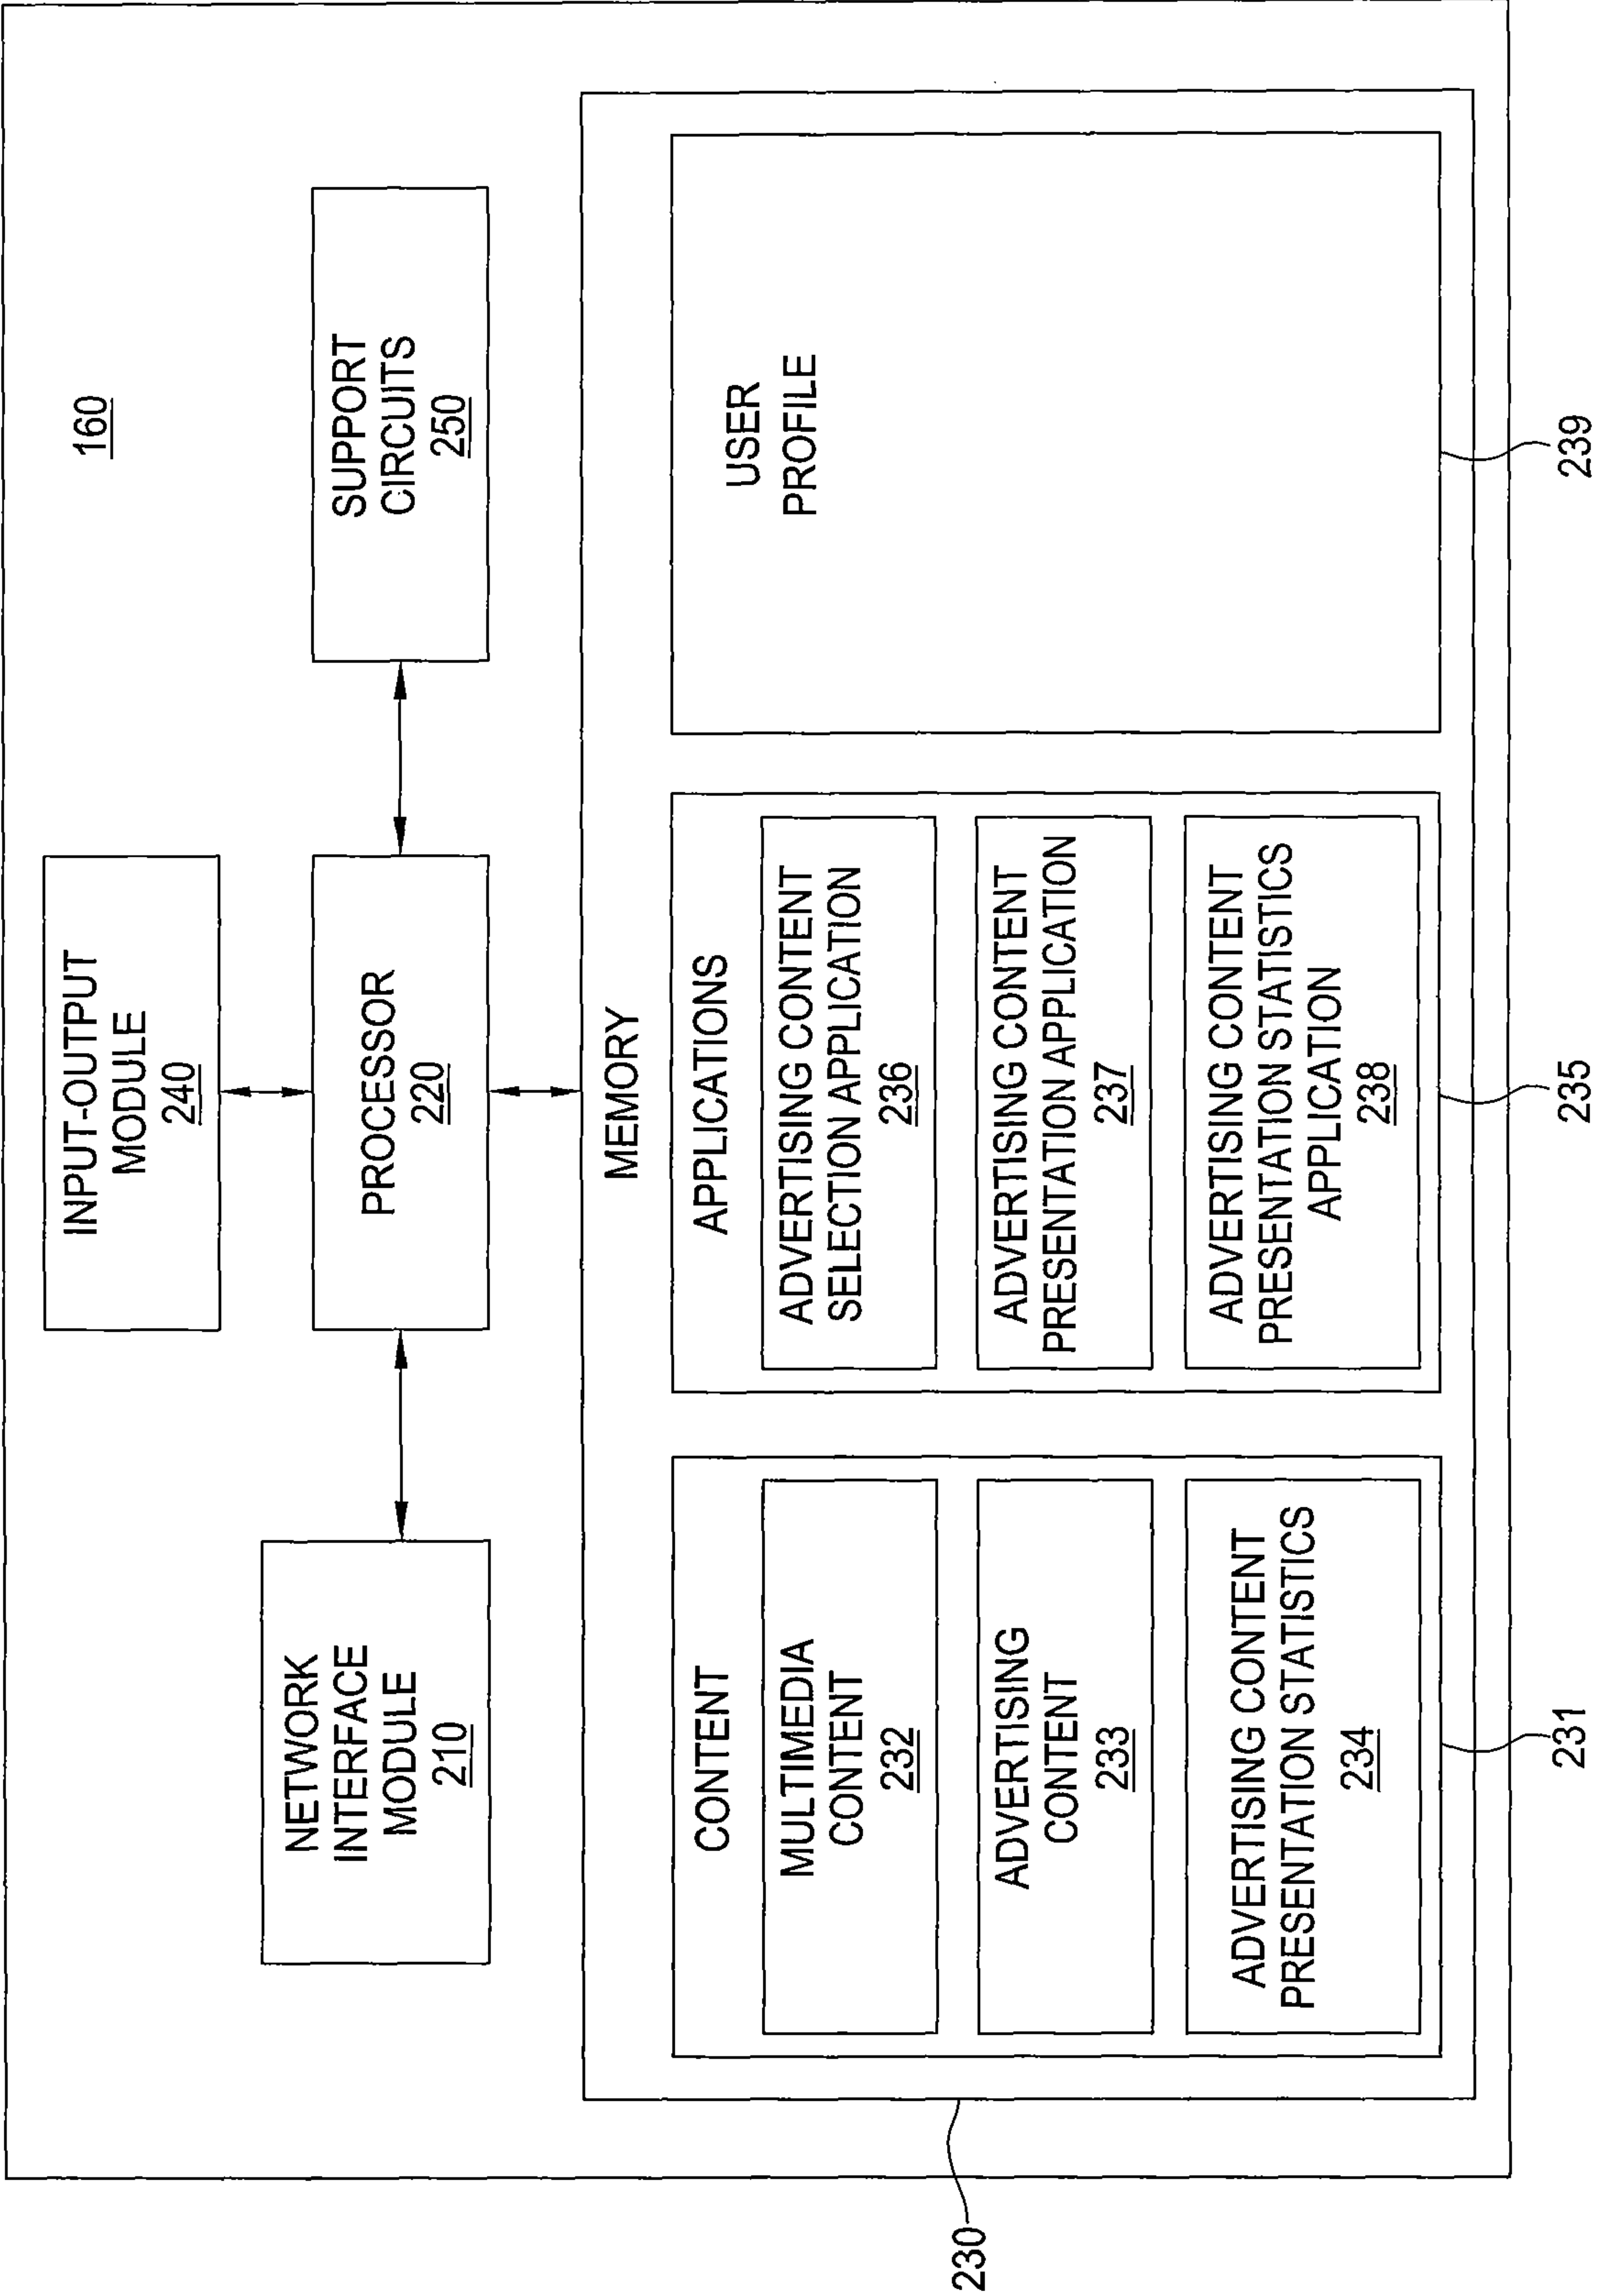 160
INPUT-OUTPUT
MODULE
240
NETWORK
INTERFACE
MODULE
210
PROCESSOR
220
SUPPORT
CIRCUITS
250
MEMORY
CONTENT
MULTIMEDIA
CONTENT
232
ADVERTISING
CONTENT
233
ADVERTISING CONTENT
PRESENTATION STATISTICS
234
APPLICATIONS
ADVERTISING CONTENT
SELECTION APPLICATION
236
ADVERTISING CONTENT
PRESENTATION APPLICATION
237
ADVERTISING CONTENT
PRESENTATION STATISTICS
APPLICATION
238
USER
PROFILE
230
231
235
239